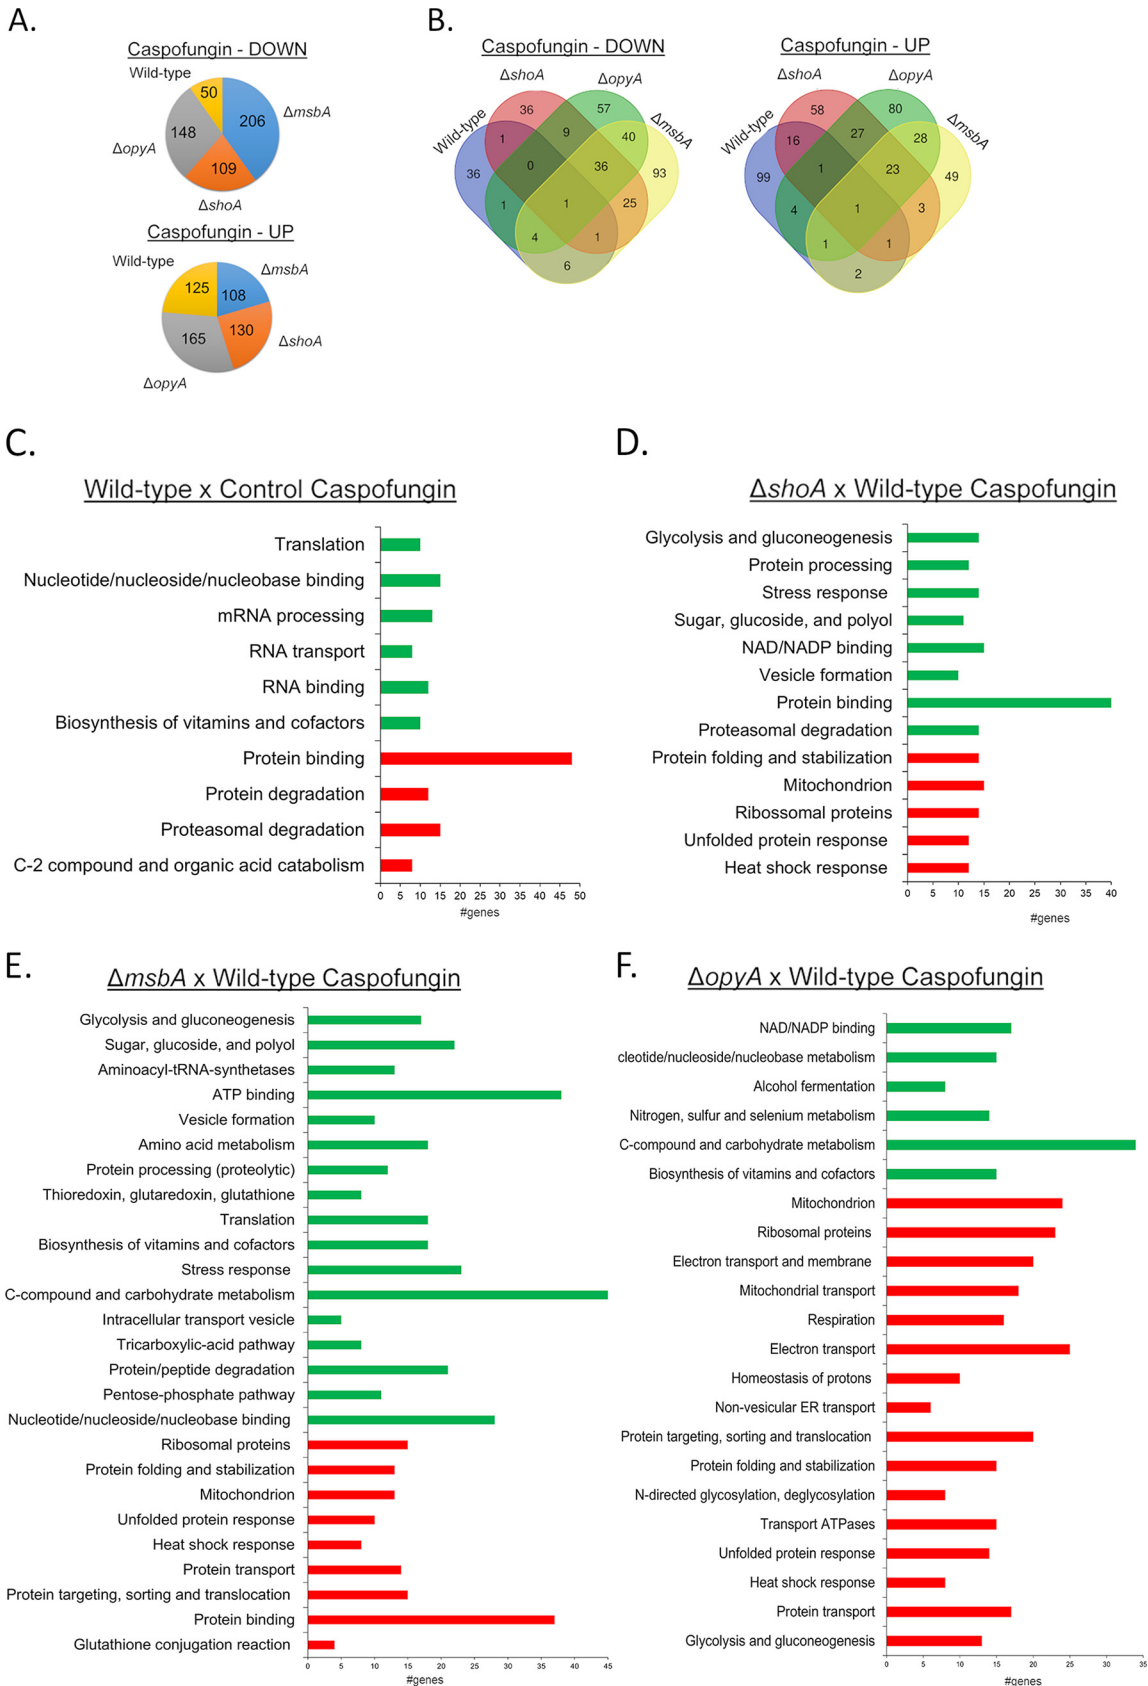 A.
Caspofungin - DOWN
Wild-type
50
206
ΔmsbA
148
ΔopyA
109
ΔshoA
Caspofungin - UP
Wild-type
ΔmsbA
125
108
165
130
ΔshoA
ΔopyA
B.
Caspofungin - DOWN
ΔshoA
ΔopyA
Wild-type
ΔmsbA
36
57
1
9
40
36
0
36
93
1
1
25
4
1
6
Caspofungin - UP
ΔshoA
ΔopyA
Wild-type
ΔmsbA
58
80
16
27
28
99
1
23
49
4
1
3
1
1
2
C.
Wild-type x Control Caspofungin
Translation
Nucleotide/nucleoside/nucleobase binding
mRNA processing
RNA transport
RNA binding
Biosynthesis of vitamins and cofactors
Protein binding
Protein degradation
Proteasomal degradation
C-2 compound and organic acid catabolism
0 5 10 15 20 25 30 35 40 45 50
#genes
D.
ΔshoA x Wild-type Caspofungin
Glycolysis and gluconeogenesis
Protein processing
Stress response
Sugar, glucoside, and polyol
NAD/NADP binding
Vesicle formation
Protein binding
Proteasomal degradation
Protein folding and stabilization
Mitochondrion
Ribossomal proteins
Unfolded protein response
Heat shock response
0 5 10 15 20 25 30 35 40
#genes
E.
ΔmsbA x Wild-type Caspofungin
Glycolysis and gluconeogenesis
Sugar, glucoside, and polyol
Aminoacyl-tRNA-synthetases
ATP binding
Vesicle formation
Amino acid metabolism
Protein processing (proteolytic)
Thioredoxin, glutaredoxin, glutathione
Translation
Biosynthesis of vitamins and cofactors
Stress response
C-compound and carbohydrate metabolism
Intracellular transport vesicle
Tricarboxylic-acid pathway
Protein/peptide degradation
Pentose-phosphate pathway
Nucleotide/nucleoside/nucleobase binding
Ribosomal proteins
Protein folding and stabilization
Mitochondrion
Unfolded protein response
Heat shock response
Protein transport
Protein targeting, sorting and translocation
Protein binding
Glutathione conjugation reaction
0 5 10 15 20 25 30 35 40 45
#genes
F.
ΔopyA x Wild-type Caspofungin
NAD/NADP binding
cleotide/nucleoside/nucleobase metabolism
Alcohol fermentation
Nitrogen, sulfur and selenium metabolism
C-compound and carbohydrate metabolism
Biosynthesis of vitamins and cofactors
Mitochondrion
Ribosomal proteins
Electron transport and membrane
Mitochondrial transport
Respiration
Electron transport
Homeostasis of protons
Non-vesicular ER transport
Protein targeting, sorting and translocation
Protein folding and stabilization
N-directed glycosylation, deglycosylation
Transport ATPases
Unfolded protein response
Heat shock response
Protein transport
Glycolysis and gluconeogenesis
0 5 10 15 20 25 30 35
#genes